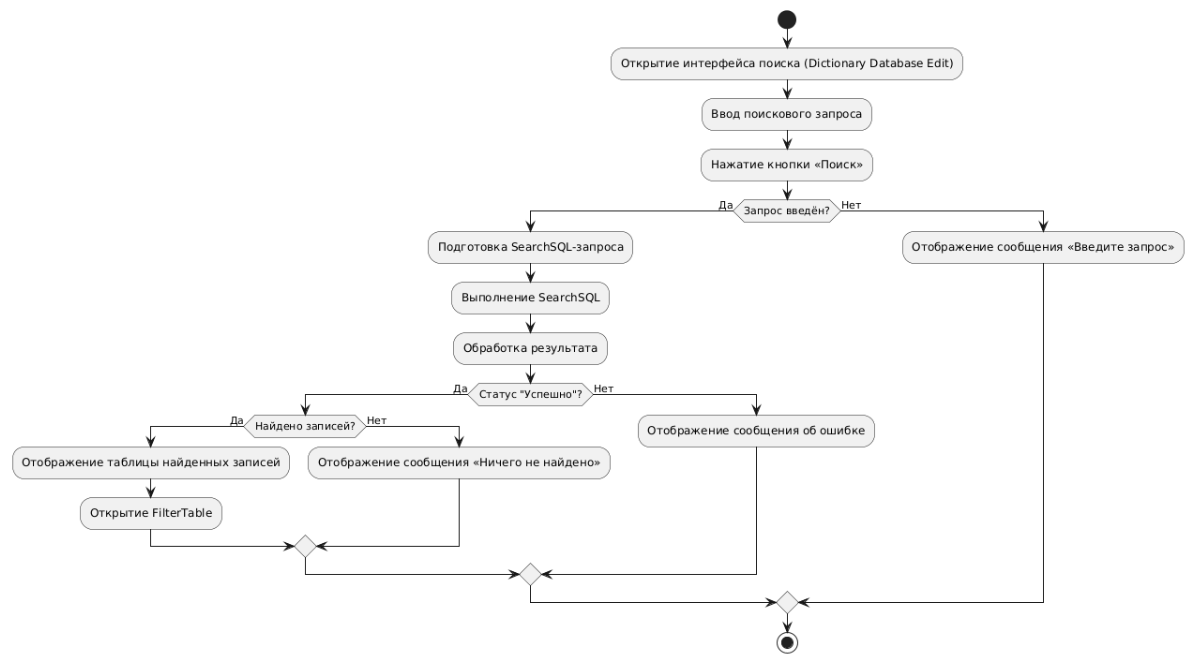 Открытие интерфейса поиска (Dictionary Database Edit)
Ввод поискового запроса
Нажатие кнопки «Поиск»
Да
Запрос введён?
Нет
Подготовка SearchSQL-запроса
Отображение сообщения «Введите запрос»
Выполнение SearchSQL
Обработка результата
Да
Статус "Успешно"?
Нет
Да
Найдено записей?
Нет
Отображение сообщения об ошибке
Отображение таблицы найденных записей
Отображение сообщения «Ничего не найдено»
Открытие FilterTable